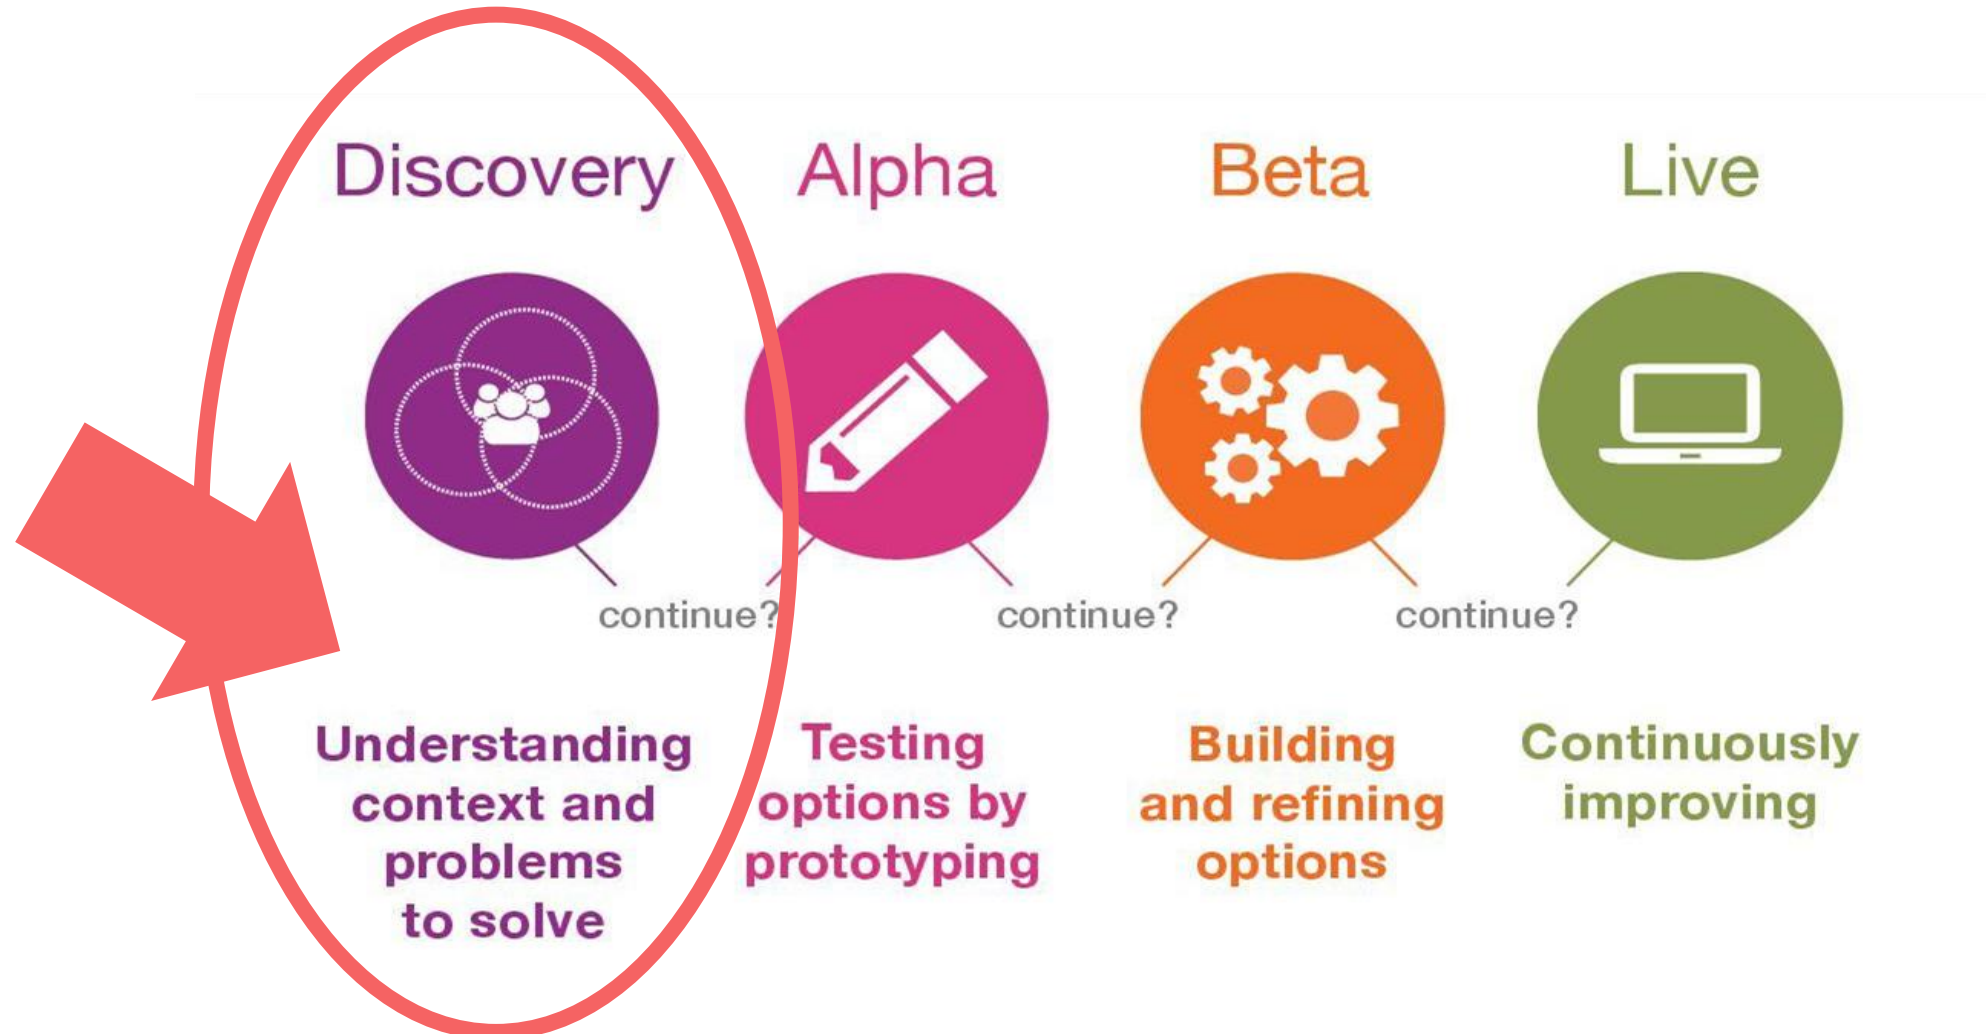 Discovery
Alpha
Beta
Live
continue?
continue?
continue?
Understanding
context and
problems
to solve
Testing
options by
prototyping
Building
and refining
options
Continuously
improving